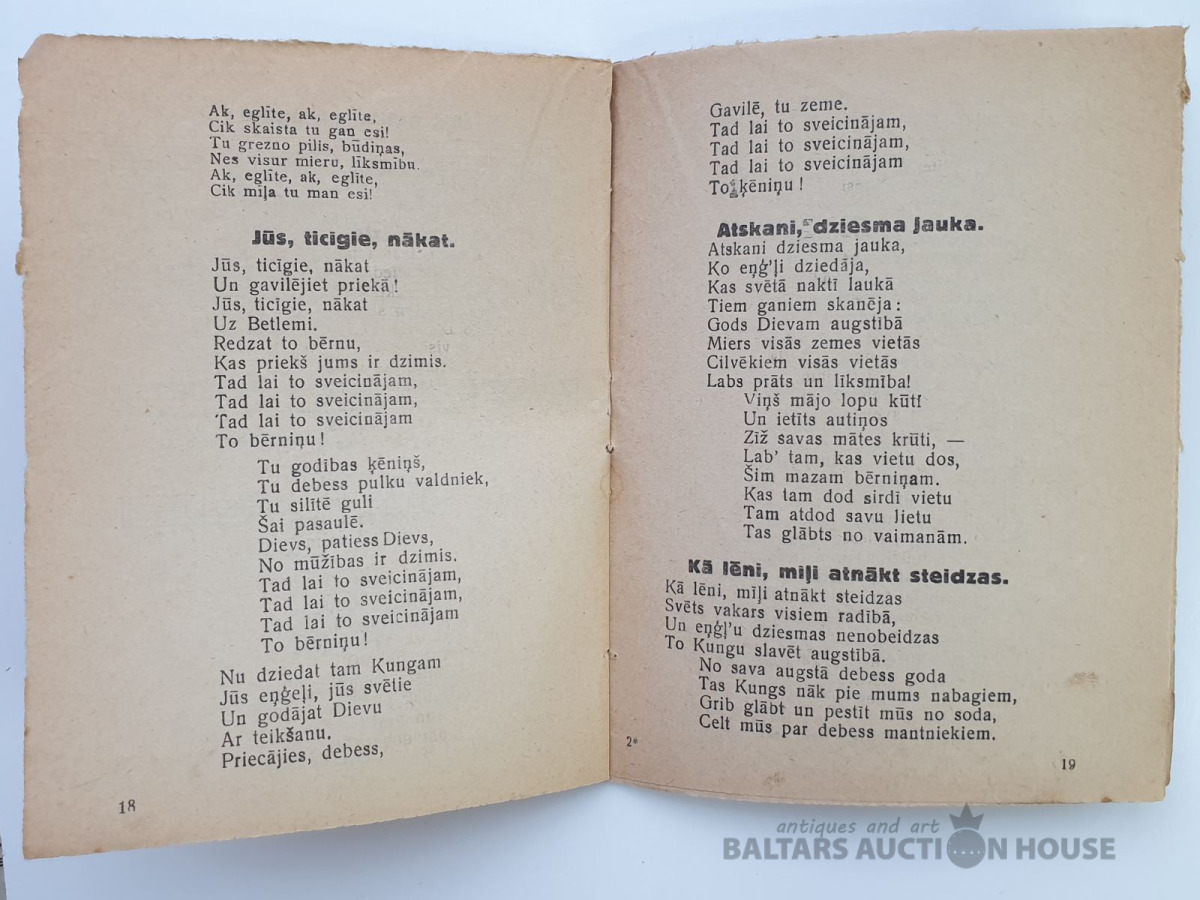 Ak, eglīte, ak, eglīte,
Cik skaista tu gan esi!
Tu grezno pilis, būdiņas,
Nes visur mieru, līksmību.
Ak, eglīte, ak, eglīte,
Cik mīļa tu man esi!
Jūs, ticīgie, nākat.
Jūs, ticīgie, nākat
Un gavilējiet priekā!
Jūs, ticīgie, nākat
Uz Betlemi.
Redzat to bērnu,
Kas priekš jums ir dzimis.
Tad lai to sveicinājam,
Tad lai to sveicinājam,
Tad lai to sveicinājam
To bērniņu!
Tu godības ķēniņš,
Tu debess pulku valdniek,
Tu silītē guli
Šai pasaulē.
Dievs, patiess Dievs,
No mūžības ir dzimis.
Tad lai to sveicinājam,
Tad lai to sveicinājam,
Tad lai to sveicinājam
To bērniņu!
Nu dziedat tam Kungam
Jūs eņģeļi, jūs svētie
Un godājat Dievu
Ar teikšanu.
Priecājies, debess,
18
Gavilē, tu zeme.
Tad lai to sveicinājam,
Tad lai to sveicinājam,
Tad lai to sveicinājam
To ķēniņu!
Atskani, dziesma jauka.
Atskani dziesma jauka,
Ko eņģ'ļi dziedāja,
Kas svētā naktī laukā
Tiem ganiem skanēja:
Gods Dievam augstībā
Miers visās zemes vietās
Cilvēkiem visās vietās
Labs prāts un līksmība!
Viņš mājo lopu kūtī
Un ietīts autiņos
Zīž savas mātes krūti, —
Lab' tam, kas vietu dos,
Šim mazam bērniņam.
Kas tam dod sirdī vietu
Tam atdod savu lietu
Tas glābts no vaimanām.
Kā lēni, mīļi atnākt steidzas.
Kā lēni, mīļi atnākt steidzas
Svēts vakars visiem radībā,
Un eņģļ'u dziesmas nenobeidzas
To Kungu slavēt augstībā.
No sava augstā debess goda
Tas Kungs nāk pie mums nabagiem,
Grib glābt un pestīt mūs no soda,
Celt mūs par debess mantniekiem.
2*
19
antiques and art
BALTARS AUCTION HOUSE